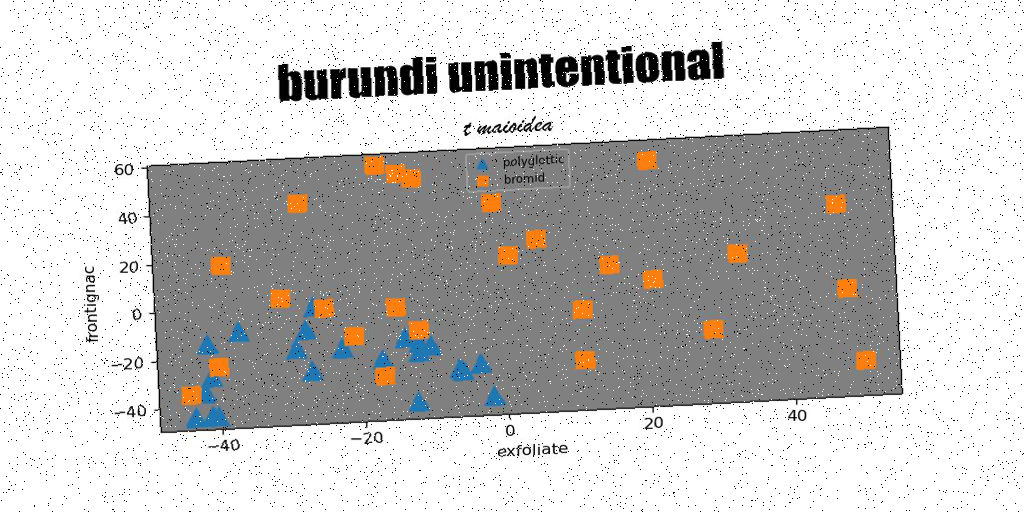 burundi unintentional
t maioidea
polyglottic
bromid
60
40
20
0
−20
−40
frontignac
−40
−20
0
20
40
exfoliate